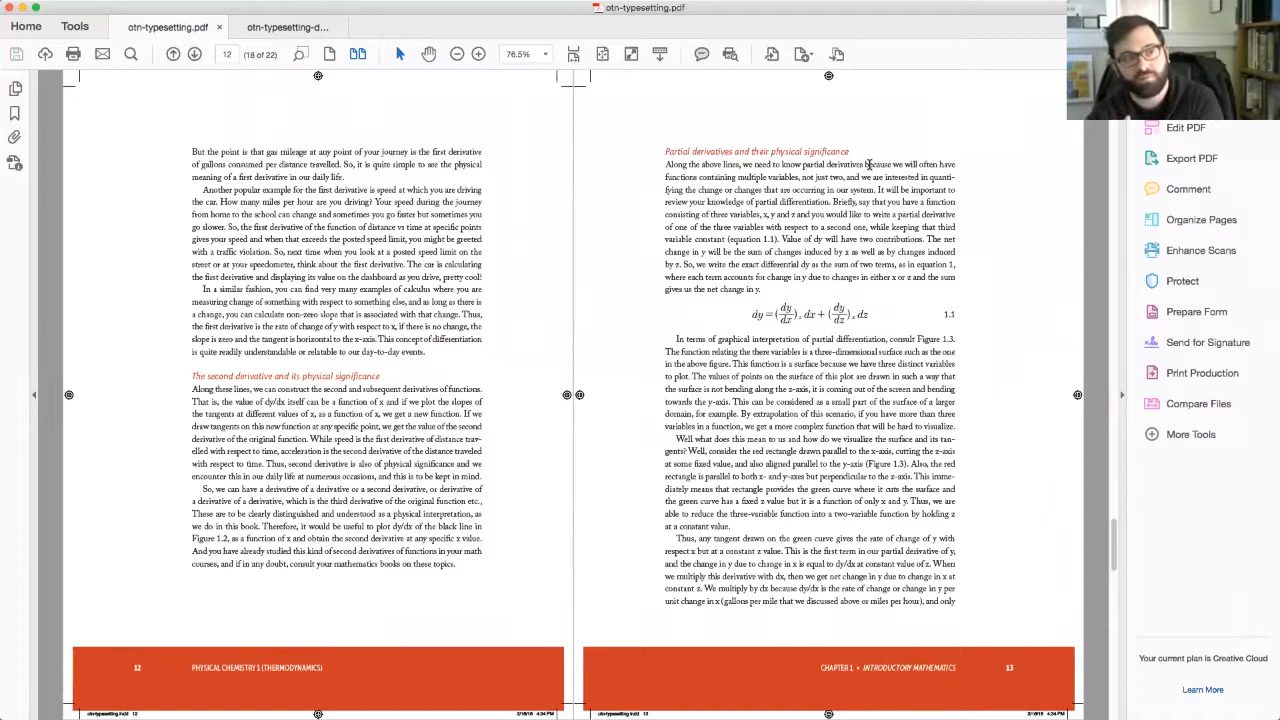 otn-typesetting.pdf
Home
Tools
otn-typesetting.pdf
otn-typesetting-d...
12
(18 of 22)
76.5%
But the point is that gas mileage at any point of your journey is the first derivative
of gallons consumed per distance travelled. So, it is quite simple to see the physical
meaning of a first derivative in our daily life.
Another popular example for the first derivative is speed at which you are driving
the car. How many miles per hour are you driving? Your speed during the journey
from home to the school can change and sometimes you go faster but sometimes you
go slower. So, the first derivative of the function of distance vs time at specific points
gives your speed and when that exceeds the posted speed limit, you might be greeted
with a traffic violation. So, next time when you look at a posted speed limit on the
street or at your speedometer, think about the first derivative. The car is calculating
the first derivative and displaying its value on the dashboard as you drive, pretty cool!
In a similar fashion, you can find very many examples of calculus where you are
measuring change of something with respect to something else, and as long as there is
a change, you can calculate non-zero slope that is associated with that change. Thus,
the first derivative is the rate of change of y with respect to x, if there is no change, the
slope is zero and the tangent is horizontal to the x-axis. This concept of differentiation
is quite readily understandable or relatable to our day-to-day events.
The second derivative and its physical significance
Along these lines, we can construct the second and subsequent derivatives of functions.
That is, the value of dy/dx itself can be a function of x and if we plot the slopes of
the tangents at different values of x, as a function of x, we get a new function. If we
draw tangents on this new function at any specific point, we get the value of the second
derivative of the original function. While speed is the first derivative of distance trav-
elled with respect to time, acceleration is the second derivative of the distance traveled
with respect to time. Thus, second derivative is also of physical significance and we
encounter this in our daily life at numerous occasions, and this is to be kept in mind.
So, we can have a derivative of a derivative or a second derivative, or derivative of
a derivative of a derivative, which is the third derivative of the original function etc.,
These are to be clearly distinguished and understood as a physical interpretation, as
we do in this book. Therefore, it would be useful to plot dy/dx of the black line in
Figure 1.2, as a function of x and obtain the second derivative at any specific x value.
And you have already studied this kind of second derivatives of functions in your math
courses, and if in any doubt, consult your mathematics books on these topics.
12
PHYSICAL CHEMISTRY 1 (THERMODYNAMICS)
otn-typesetting.indd 12
3/16/18 4:34 PM
Partial derivatives and their physical significance
Along the above lines, we need to know partial derivatives because we will often have
functions containing multiple variables, not just two, and we are interested in quanti-
fying the change or changes that are occurring in our system. It will be important to
review your knowledge of partial differentiation. Briefly, say that you have a function
consisting of three variables, x, y and z and you would like to write a partial derivative
of one of the three variables with respect to a second one, while keeping that third
variable constant (equation 1.1). Value of dy will have two contributions. The net
change in y will be the sum of changes induced by x as well as by changes induced
by z. So, we write the exact differential dy as the sum of two terms, as in equation 1,
where each term accounts for change in y due to changes in either x or z and the sum
gives us the net change in y.
dy = (dy/dx)z dx + (dy/dz)x dz 1.1
In terms of graphical interpretation of partial differentiation, consult Figure 1.3.
The function relating the there variables is a three-dimensional surface such as the one
in the above figure. This function is a surface because we have three distinct variables
to plot. The values of points on the surface of this plot are drawn in such a way that
the surface is not bending along the z-axis, it is coming out of the screen and bending
towards the y-axis. This can be considered as a small part of the surface of a larger
domain, for example. By extrapolation of this scenario, if you have more than three
variables in a function, we get a more complex function that will be hard to visualize.
Well what does this mean to us and how do we visualize the surface and its tan-
gents? Well, consider the red rectangle drawn parallel to the x-axis, cutting the z-axis
at some fixed value, and also aligned parallel to the y-axis (Figure 1.3). Also, the red
rectangle is parallel to both x- and y-axes but perpendicular to the z-axis. This imme-
diately means that rectangle provides the green curve where it cuts the surface and
the green curve has a fixed z value but it is a function of only x and y. Thus, we are
able to reduce the three-variable function into a two-variable function by holding z
at a constant value.
Thus, any tangent drawn on the green curve gives the rate of change of y with
respect x but at a constant z value. This is the first term in our partial derivative of y,
and the change in y due to change in x is equal to dy/dx at constant value of z. When
we multiply this derivative with dx, then we get net change in y due to change in x at
constant z. We multiply by dx because dy/dx is the rate of change or change in y per
unit change in x (gallons per mile that we discussed above or miles per hour), and only
CHAPTER 1 • INTRODUCTORY MATHEMATICS
13
otn-typesetting.indd 13
3/16/18 4:34 PM
Edit PDF
Export PDF
Comment
Organize Pages
Enhance Scans
Protect
Prepare Form
Send for Signature
Print Production
Compare Files
More Tools
Your current plan is Creative Cloud
Learn More